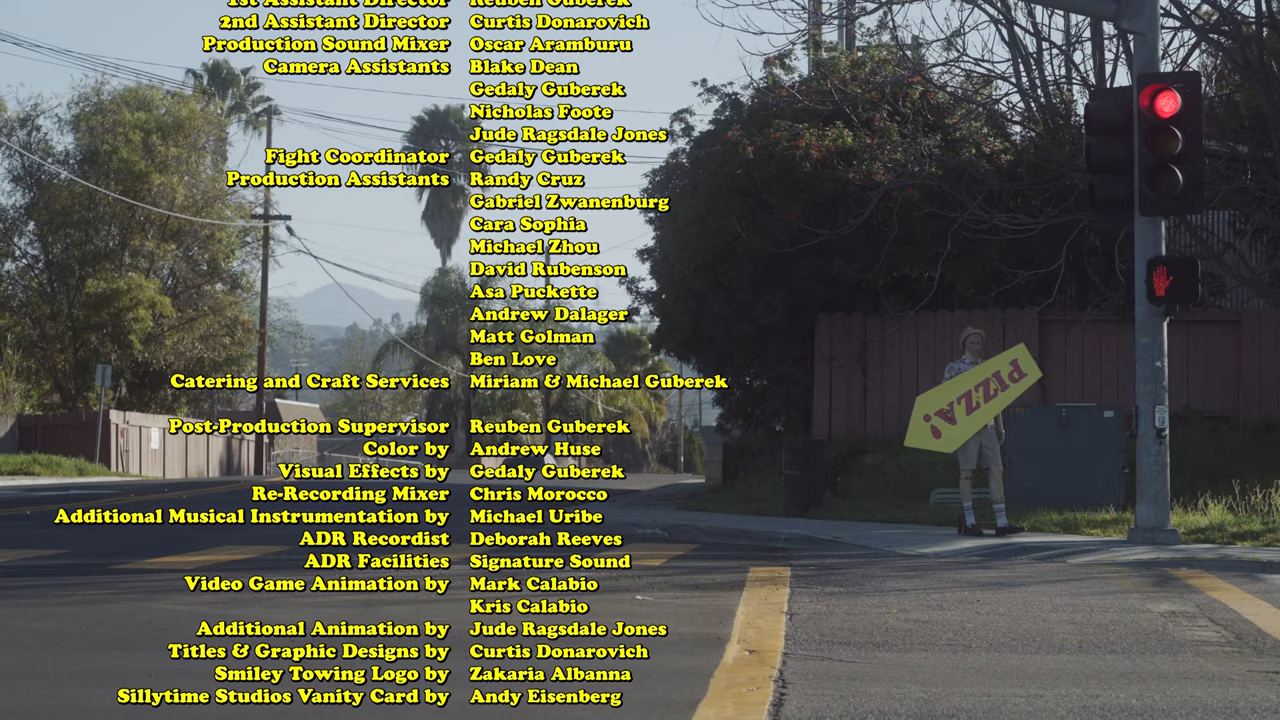 1st Assistant Director Reuben Guberek
2nd Assistant Director Curtis Donarovich
Production Sound Mixer Oscar Aramburu
Camera Assistants Blake Dean
Gedaly Guberek
Nicholas Foote
Jude Ragsdale Jones
Fight Coordinator Gedaly Guberek
Production Assistants Randy Cruz
Gabriel Zwanenburg
Cara Sophia
Michael Zhou
David Rubenson
Asa Puckette
Andrew Dalager
Matt Golman
Ben Love
Catering and Craft Services Miriam & Michael Guberek
PIZZA!
Post-Production Supervisor Reuben Guberek
Color by Andrew Huse
Visual Effects by Gedaly Guberek
Re-Recording Mixer Chris Morocco
Additional Musical Instrumentation by Michael Uribe
ADR Recordist Deborah Reeves
ADR Facilities Signature Sound
Video Game Animation by Mark Calabio
Kris Calabio
Additional Animation by Jude Ragsdale Jones
Titles & Graphic Designs by Curtis Donarovich
Smiley Towing Logo by Zakaria Albanna
Sillytime Studios Vanity Card by Andy Eisenberg